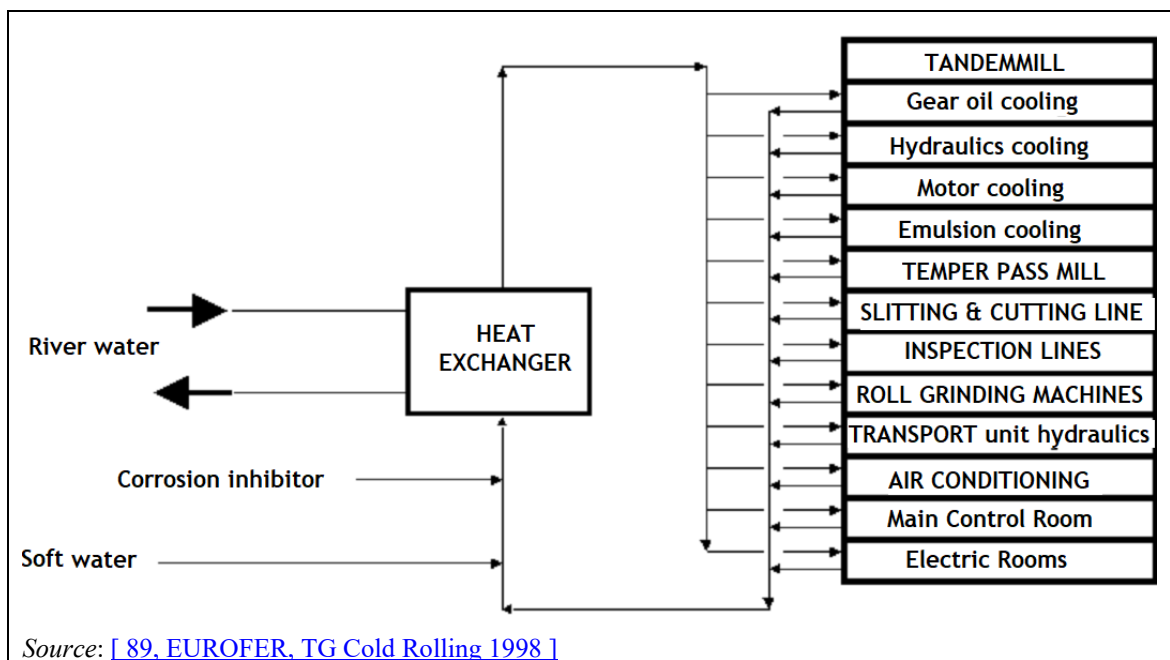 TANDEMMILL
Gear oil cooling
Hydraulics cooling
Motor cooling
Emulsion cooling
TEMPER PASS MILL
SLITTING & CUTTING LINE
INSPECTION LINES
ROLL GRINDING MACHINES
TRANSPORT unit hydraulics
AIR CONDITIONING
Main Control Room
Electric Rooms
River water
HEAT
EXCHANGER
Corrosion inhibitor
Soft water
Source: [ 89, EUROFER, TG Cold Rolling 1998 ]